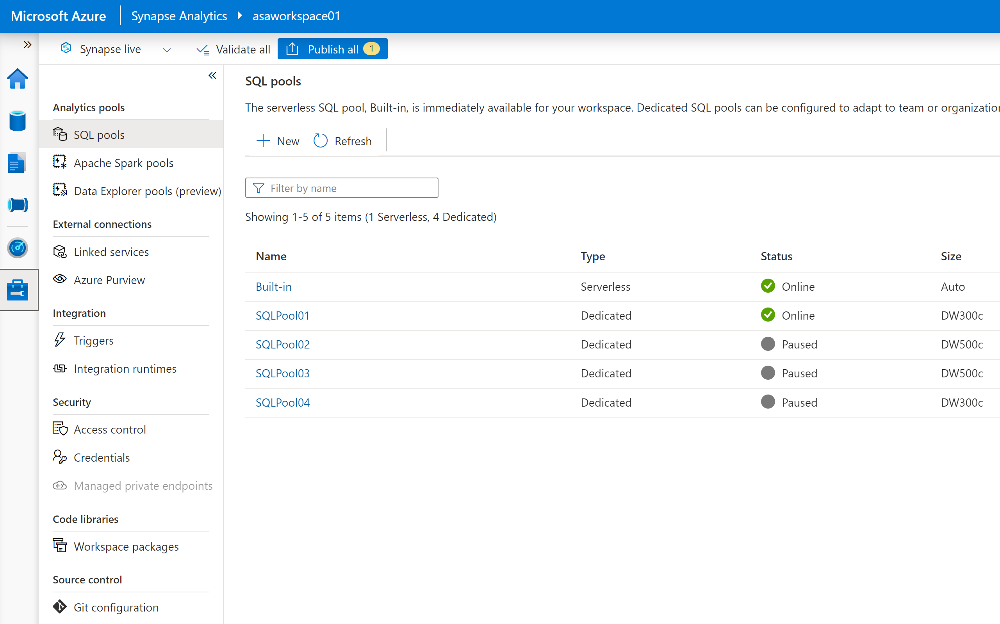 Microsoft Azure Synapse Analytics asaworkspace01
Synapse live Validate all Publish all 1
Analytics pools
SQL pools
Apache Spark pools
Data Explorer pools (preview)
External connections
Linked services
Azure Purview
Integration
Triggers
Integration runtimes
Security
Access control
Credentials
Managed private endpoints
Code libraries
Workspace packages
Source control
Git configuration
SQL pools
The serverless SQL pool, Built-in, is immediately available for your workspace. Dedicated SQL pools can be configured to adapt to team or organization
New Refresh
Filter by name
Showing 1-5 of 5 items (1 Serverless, 4 Dedicated)
Name Type Status Size
Built-in Serverless Online Auto
SQLPool01 Dedicated Online DW300c
SQLPool02 Dedicated Paused DW500c
SQLPool03 Dedicated Paused DW500c
SQLPool04 Dedicated Paused DW300c